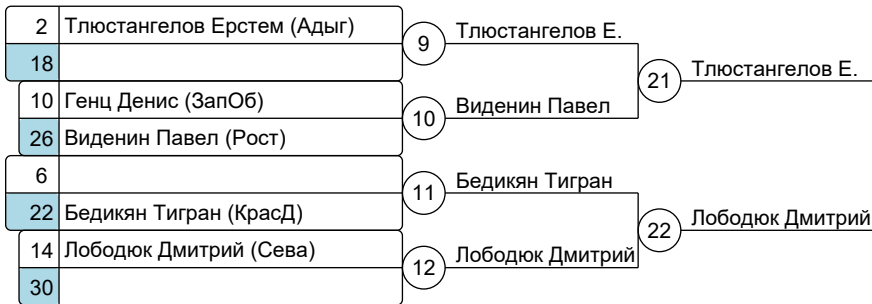 2 Тлюстангелов Ерстем (Адыг)
18
9
Тлюстангелов Е.
10 Генц Денис (ЗапОб)
26 Виденин Павел (Рост)
10
Виденин Павел
21
Тлюстангелов Е.
6
22 Бедикян Тигран (КрасД)
11
Бедикян Тигран
14 Лободюк Дмитрий (Сева)
30
12
Лободюк Дмитрий
22
Лободюк Дмитрий